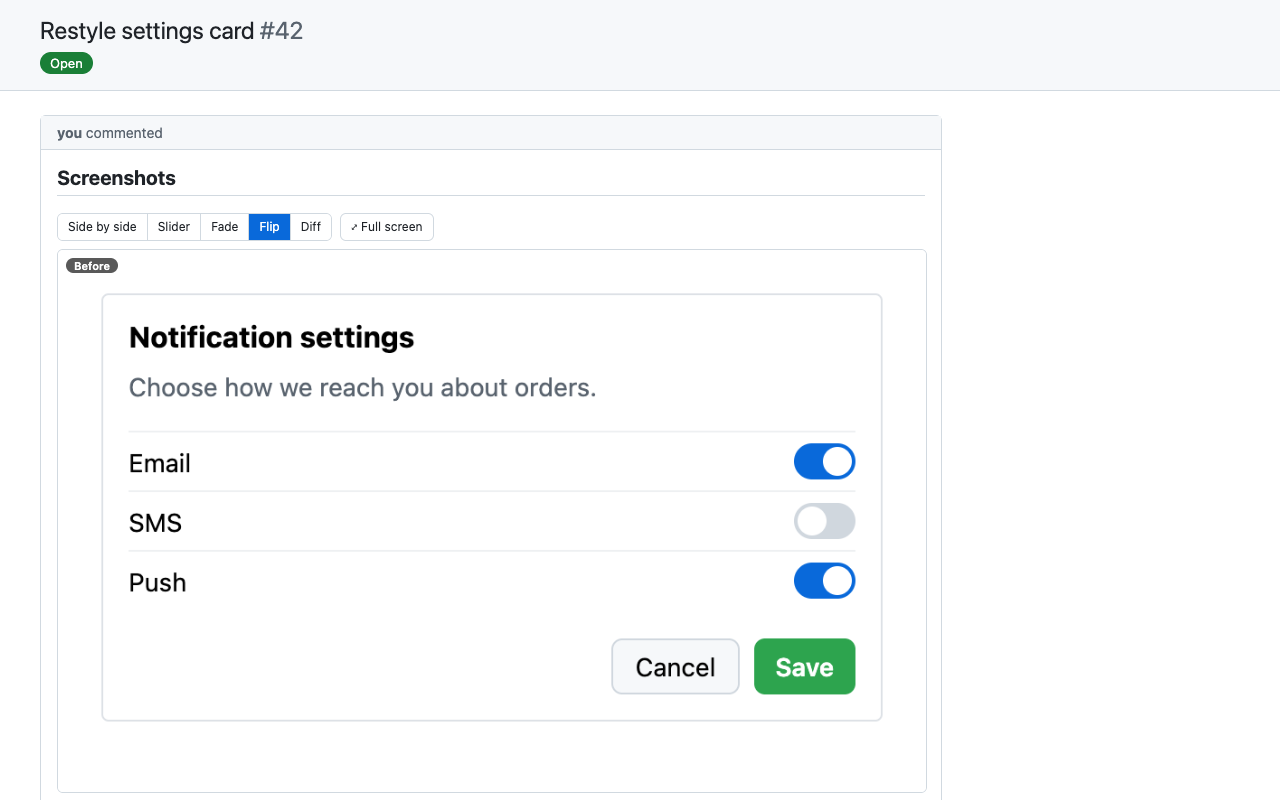 Restyle settings card #42
Open
you commented
Screenshots
Side by side Slider Fade Flip Diff Full screen
Before
Notification settings
Choose how we reach you about orders.
Email
SMS
Push
Cancel Save